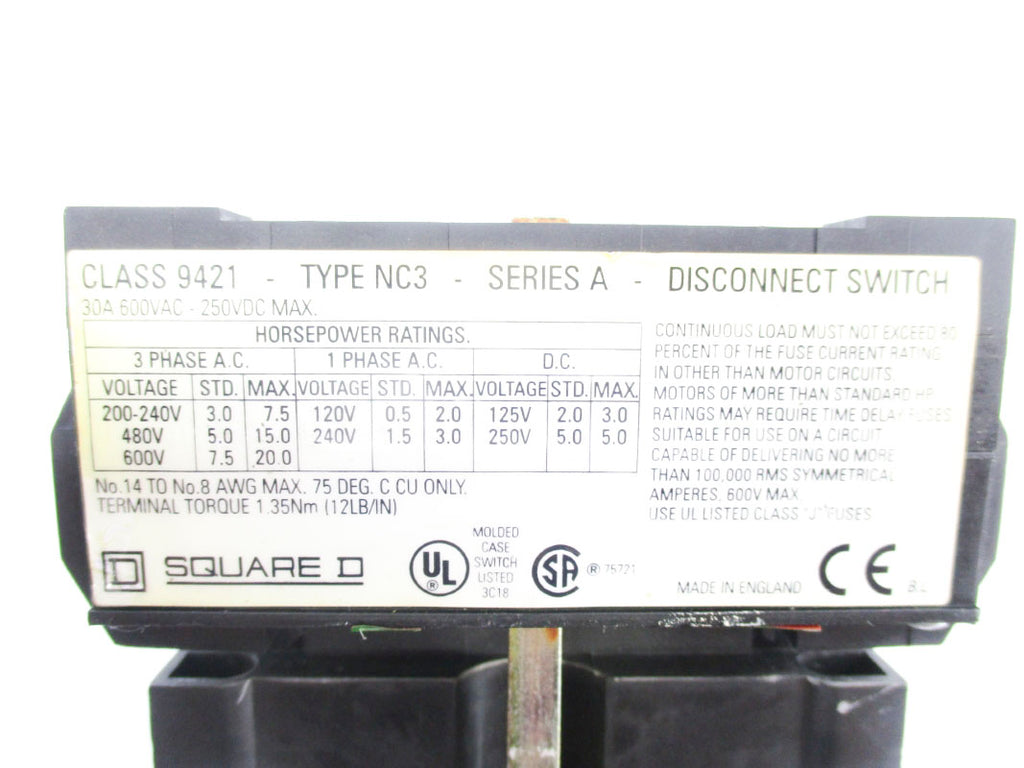 CLASS 9421 - TYPE NC3 - SERIES A - DISCONNECT SWITCH
30A 600VAC - 250VDC MAX.
HORSEPOWER RATINGS.
3 PHASE A.C. 1 PHASE A.C. D.C.
VOLTAGE STD. MAX. VOLTAGE STD. MAX. VOLTAGE STD. MAX.
200-240V 3.0 7.5 120V 0.5 2.0 125V 2.0 3.0
480V 5.0 15.0 240V 1.5 3.0 250V 5.0 5.0
600V 7.5 20.0
No.14 TO No.8 AWG MAX. 75 DEG. C CU ONLY.
TERMINAL TORQUE 1.35Nm (12LB/IN)
CONTINUOUS LOAD MUST NOT EXCEED 80
PERCENT OF THE FUSE CURRENT RATING
IN OTHER THAN MOTOR CIRCUITS.
MOTORS OF MORE THAN STANDARD HP
RATINGS MAY REQUIRE TIME DELAY FUSES
SUITABLE FOR USE ON A CIRCUIT
CAPABLE OF DELIVERING NO MORE
THAN 100,000 RMS SYMMETRICAL
AMPERES, 600V MAX.
USE UL LISTED CLASS "J" FUSES
D SQUARE D
UL ®
MOLDED
CASE
SWITCH
LISTED
3C18
SA ® 75721
MADE IN ENGLAND
CE